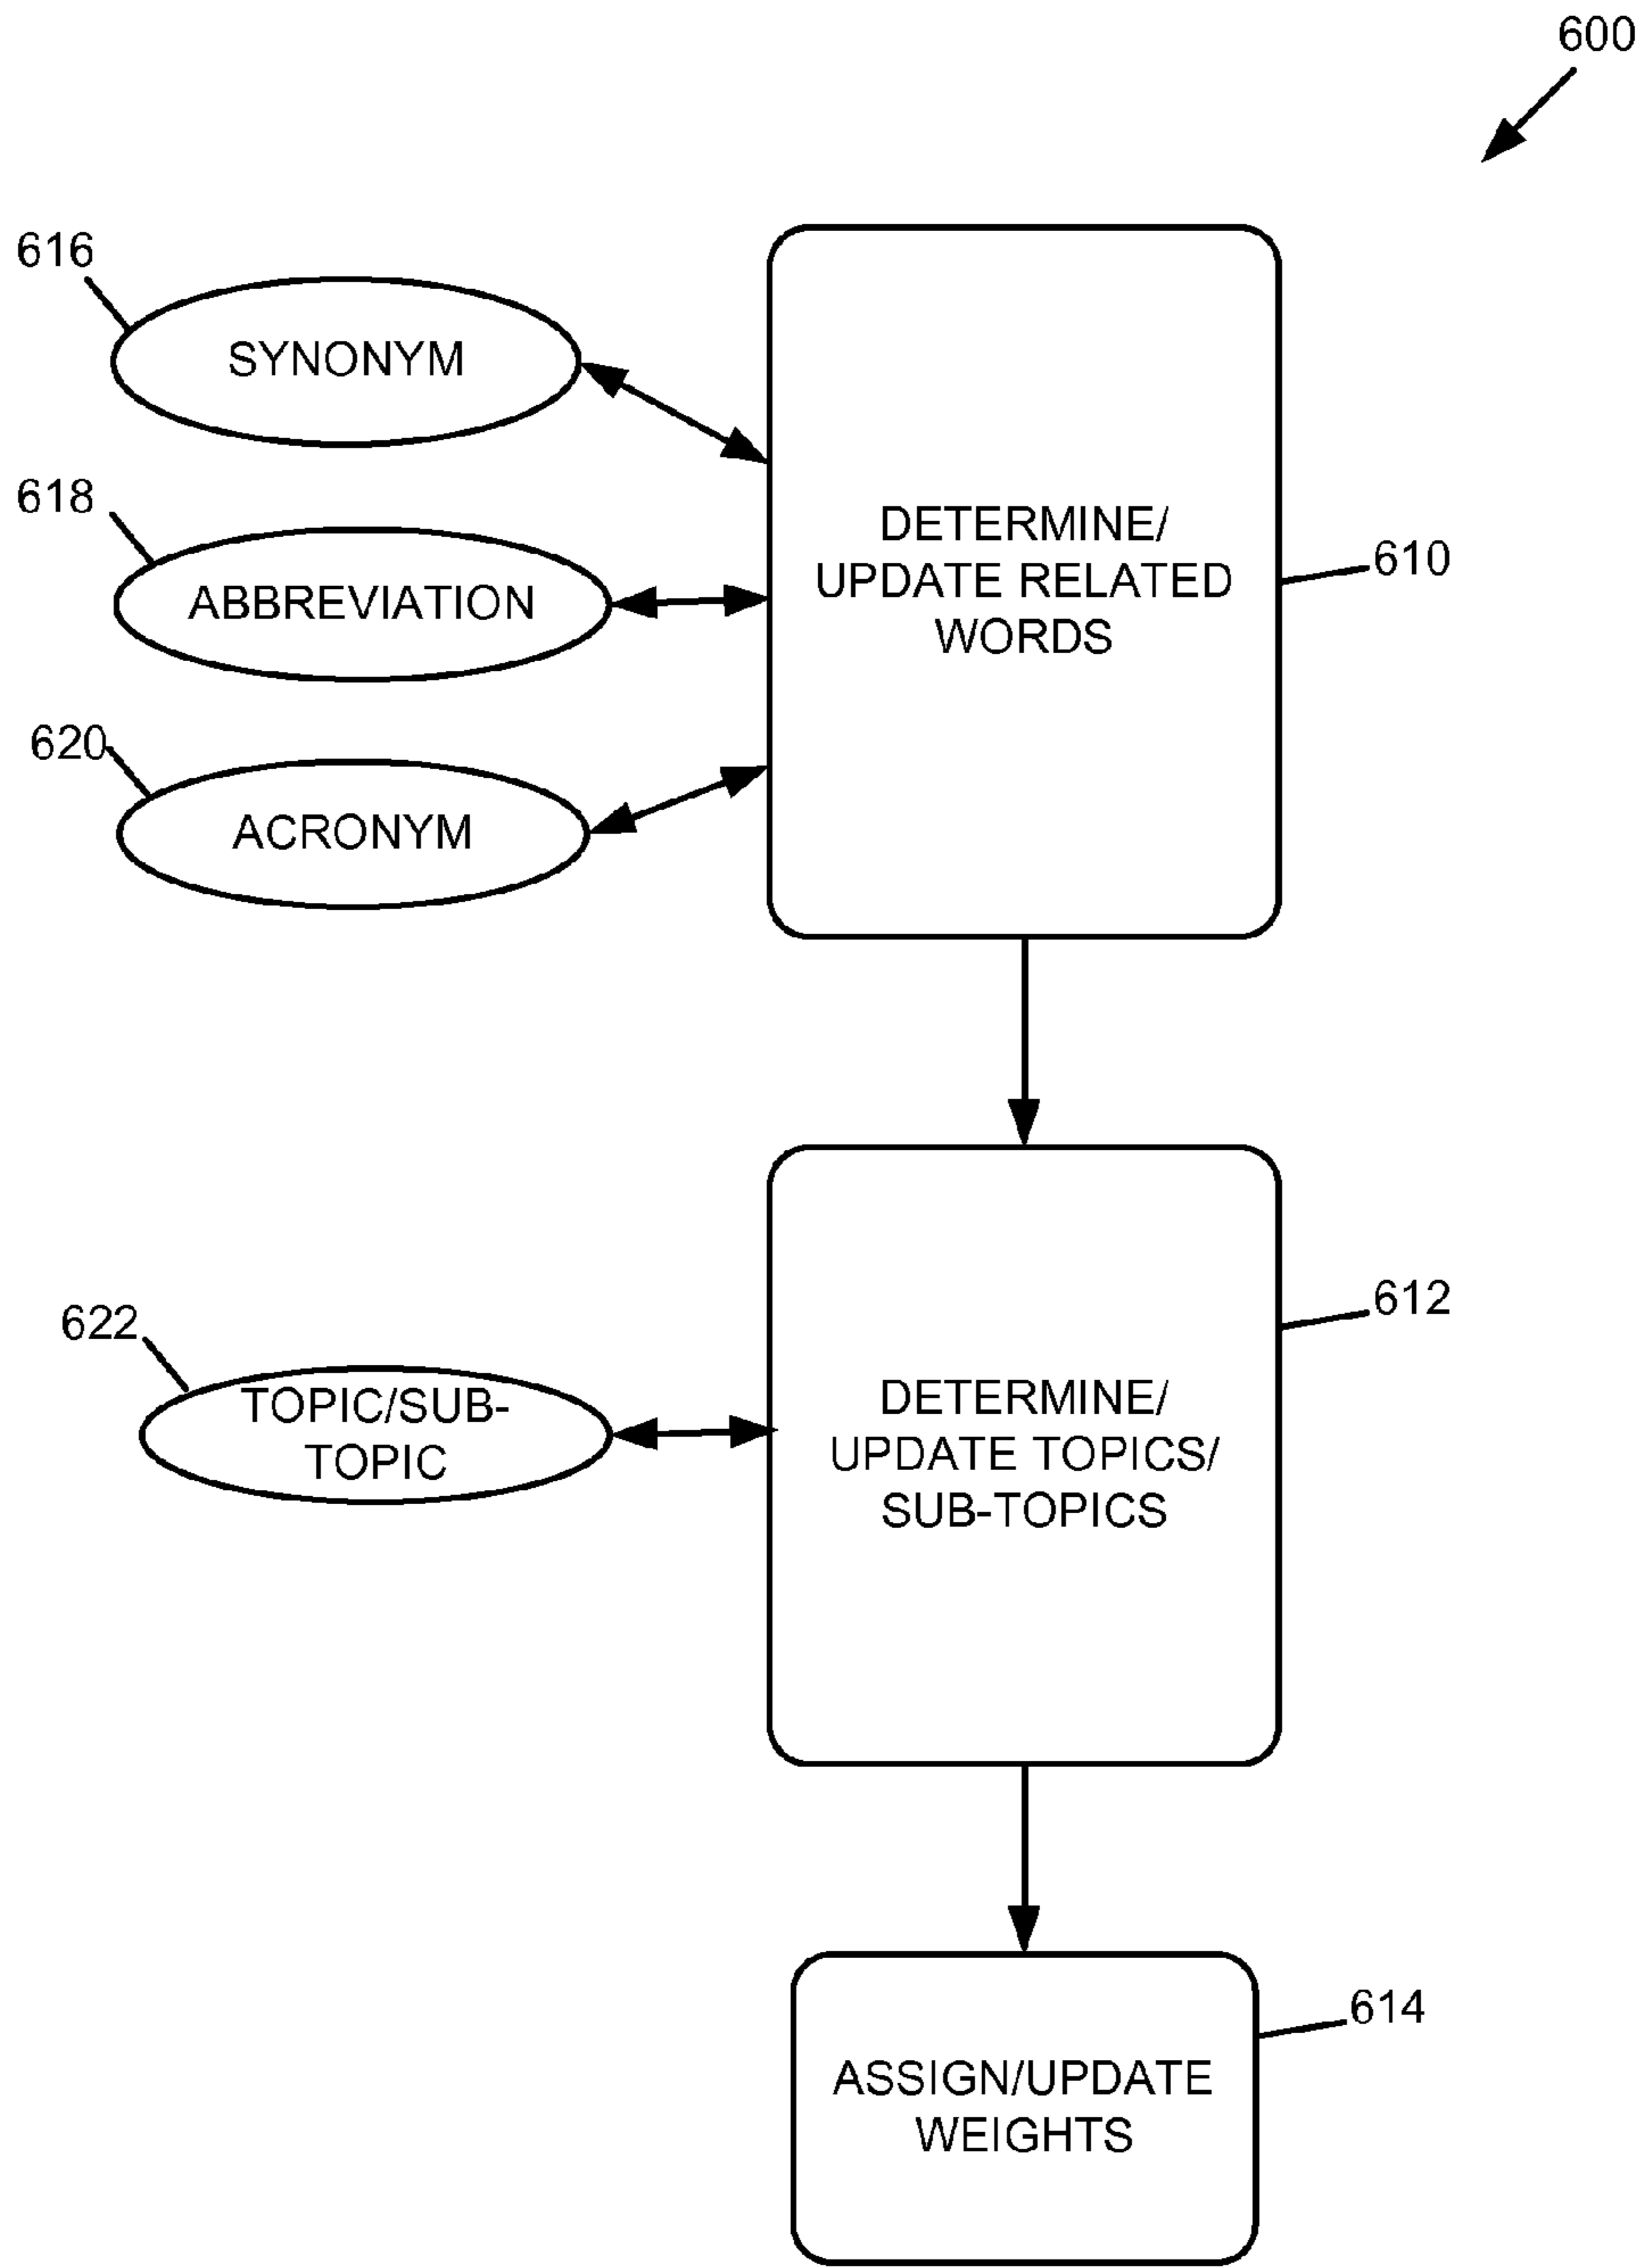 600
616
SYNONYM
618
ABBREVIATION
620
ACRONYM
DETERMINE/
UPDATE RELATED
WORDS
610
622
TOPIC/SUB-
TOPIC
DETERMINE/
UPDATE TOPICS/
SUB-TOPICS
612
ASSIGN/UPDATE
WEIGHTS
614